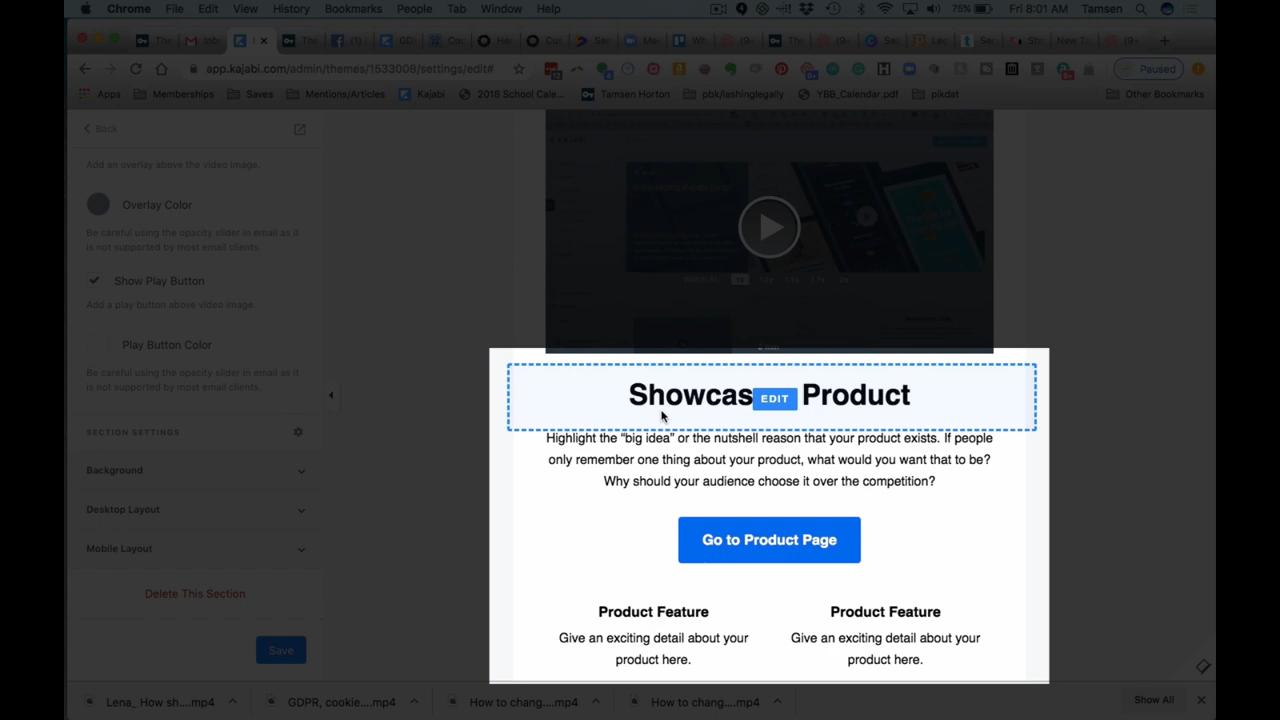 Chrome File Edit View History Bookmarks People Tab Window Help 75% Fri 8:01 AM Tamsen
app.kajabi.com/admin/themes/1533008/settings/edit# Paused
Apps Memberships Saves Mentions/Articles Kajabi 2018 School Cale... Tamsen Horton pbk/lashinglegally YBB_Calendar.pdf pikdat Other Bookmarks
Back
Add an overlay above the video image.
Overlay Color
Be careful using the opacity slider in email as it
is not supported by most email clients.
Show Play Button
Add a play button above video image.
Play Button Color
Be careful using the opacity slider in email as it
is not supported by most email clients.
SECTION SETTINGS
Background
Desktop Layout
Mobile Layout
Delete This Section
Save
Showcas EDIT Product
Highlight the “big idea” or the nutshell reason that your product exists. If people
only remember one thing about your product, what would you want that to be?
Why should your audience choose it over the competition?
Go to Product Page
Product Feature
Give an exciting detail about your
product here.
Product Feature
Give an exciting detail about your
product here.
Lena_ How sh....mp4 GDPR, cookie....mp4 How to chang....mp4 How to chang....mp4 Show All